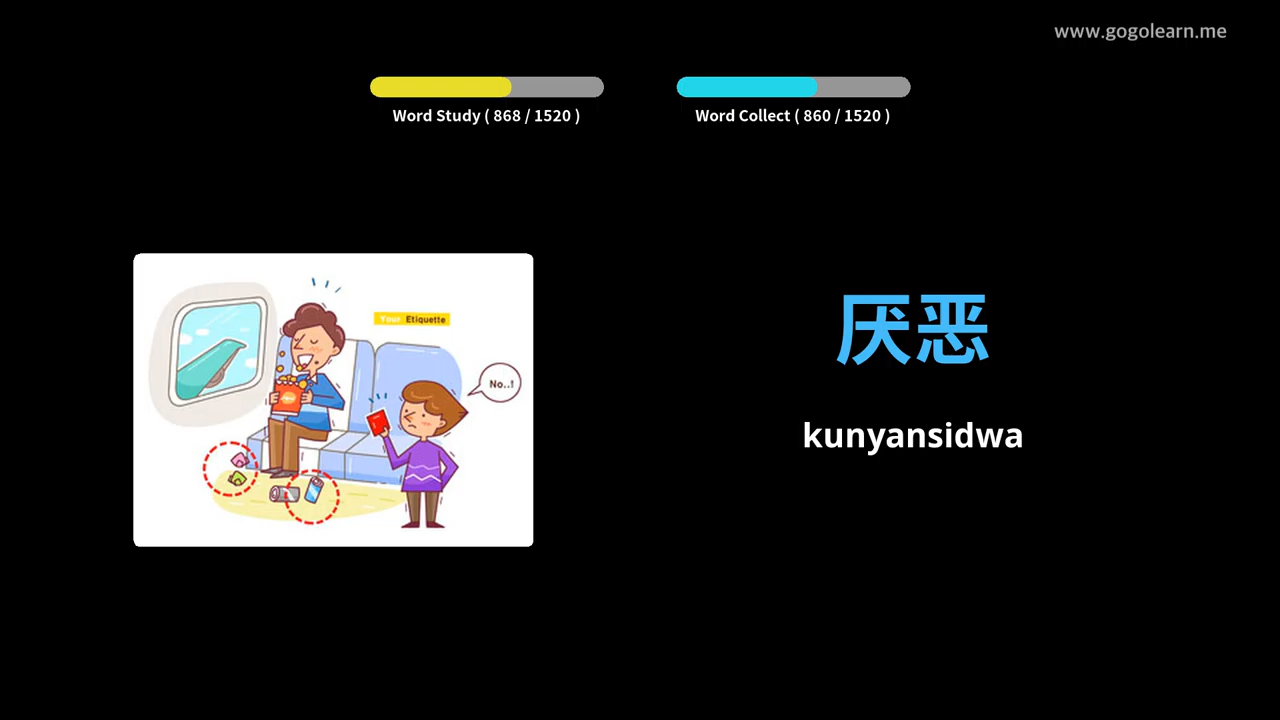 www.gogolearn.me
Word Study ( 868 / 1520 )
Word Collect ( 860 / 1520 )
Your Etiquette
No..!
厌恶
kunyansidwa